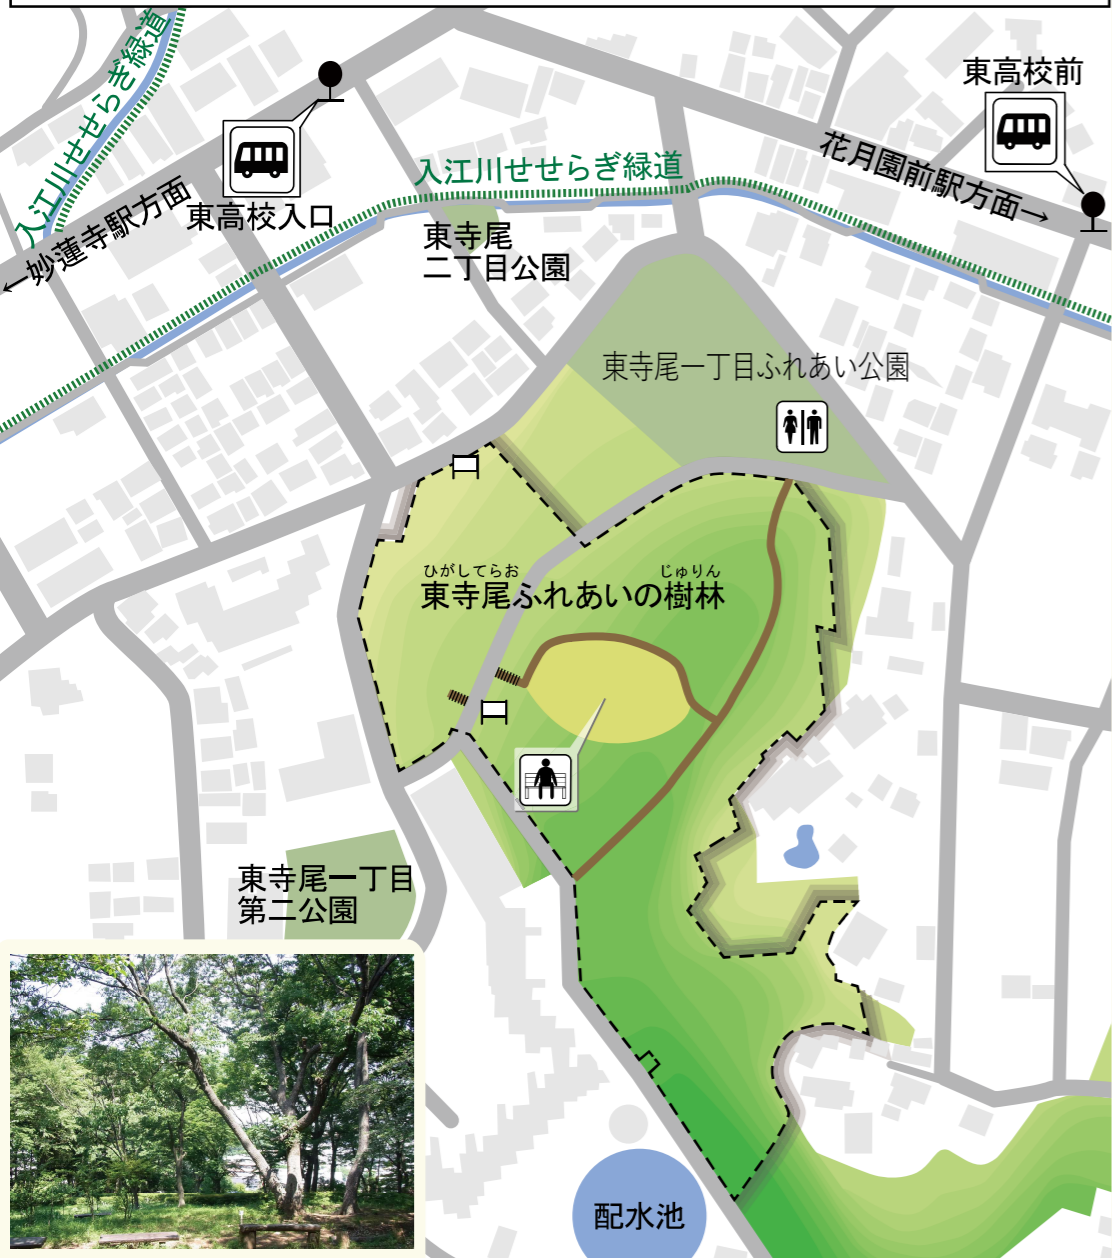 入江川せせらぎ緑道
東高校前
花月園前駅方面→
入江川せせらぎ緑道
←妙蓮寺駅方面
東高校入口
東寺尾
二丁目公園
東寺尾一丁目ふれあい公園
ひがしてらお じゅりん
東寺尾ふれあいの樹林
東寺尾一丁目
第二公園
配水池